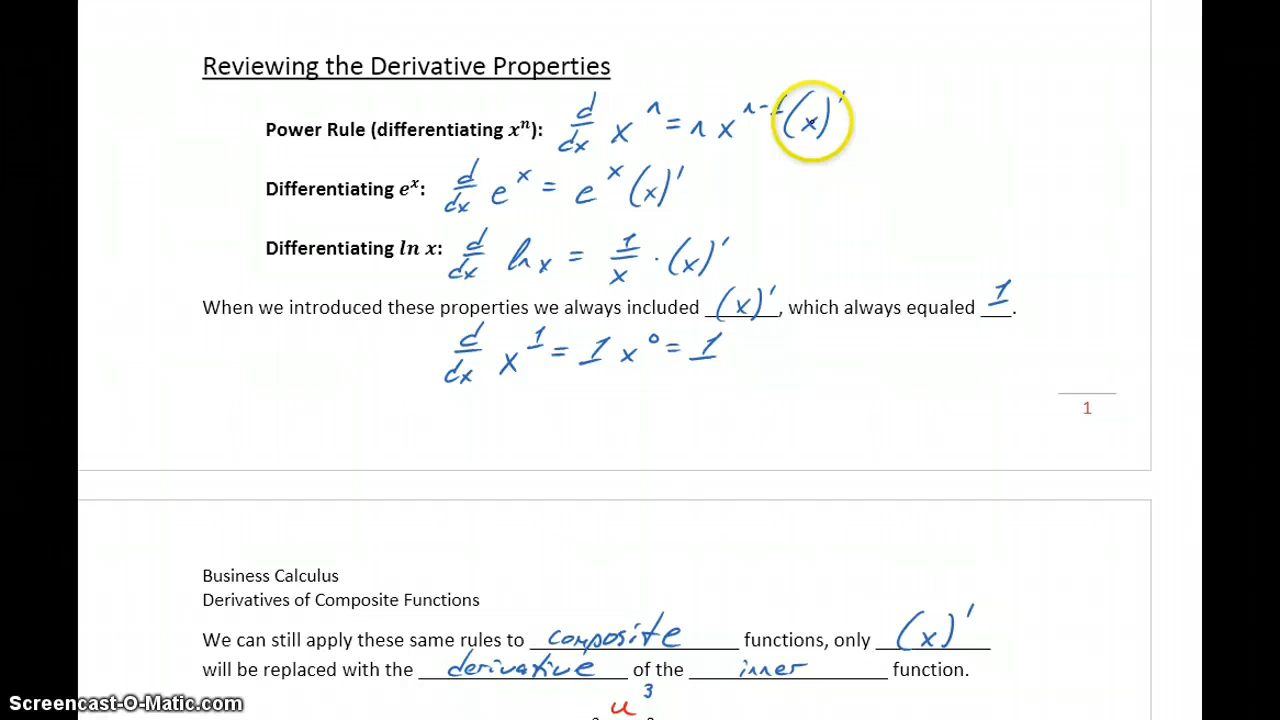 Reviewing the Derivative Properties
Power Rule (differentiating xⁿ): d/dx xⁿ = n xⁿ⁻¹ (x)'
Differentiating eˣ: d/dx eˣ = eˣ (x)'
Differentiating ln x: d/dx ln x = 1/x · (x)'
When we introduced these properties we always included (x)', which always equaled 1.
d/dx x¹ = 1 x⁰ = 1
1
Business Calculus
Derivatives of Composite Functions
We can still apply these same rules to composite functions, only (x)'
will be replaced with the derivative of the inner function.
u³
Screencast-O-Matic.com